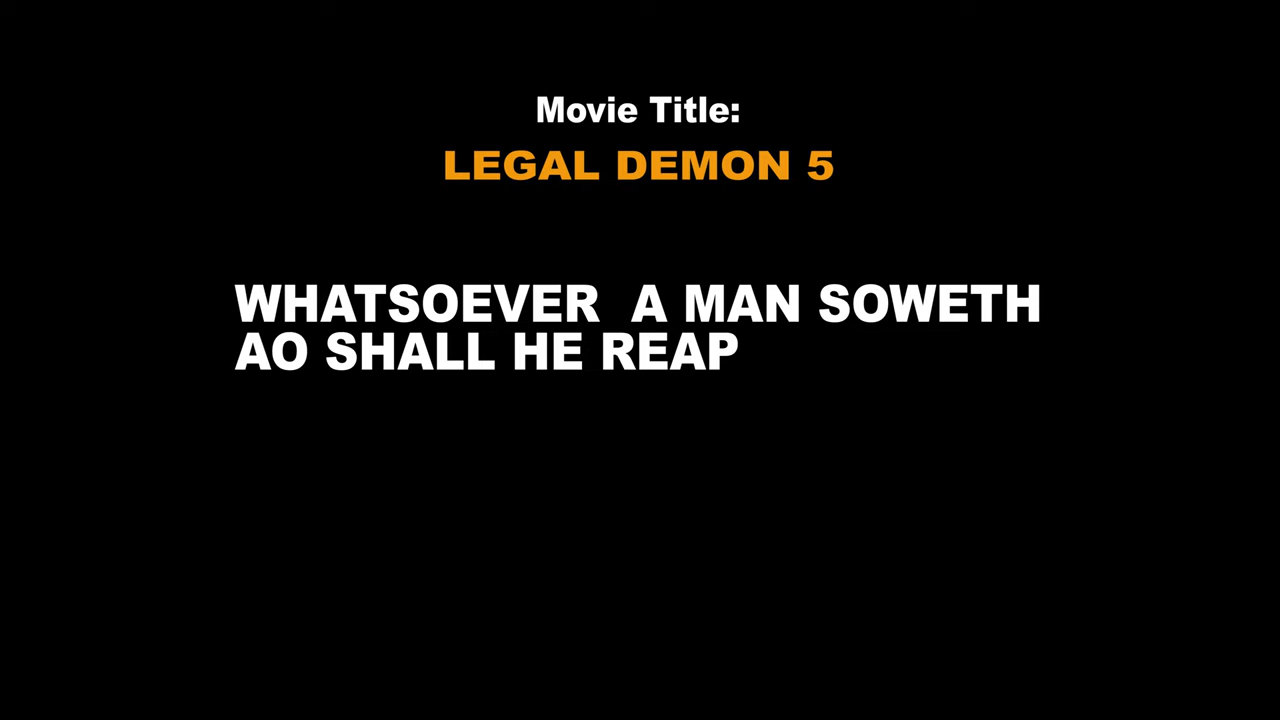 Movie Title:
LEGAL DEMON 5
WHATSOEVER A MAN SOWETH
AO SHALL HE REAP